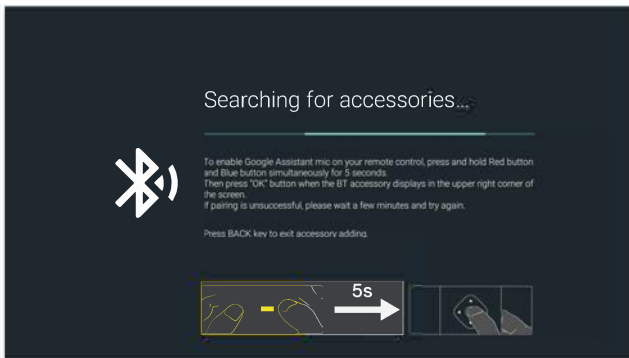 Searching for accessories...
To enable Google Assistant mic on your remote control, press and hold Red button
and Blue button simultaneously for 5 seconds.
Then press "OK" button when the BT accessory displays in the upper right corner of
the screen.
If pairing is unsuccessful, please wait a few minutes and try again.
Press BACK key to exit accessory adding.
5s